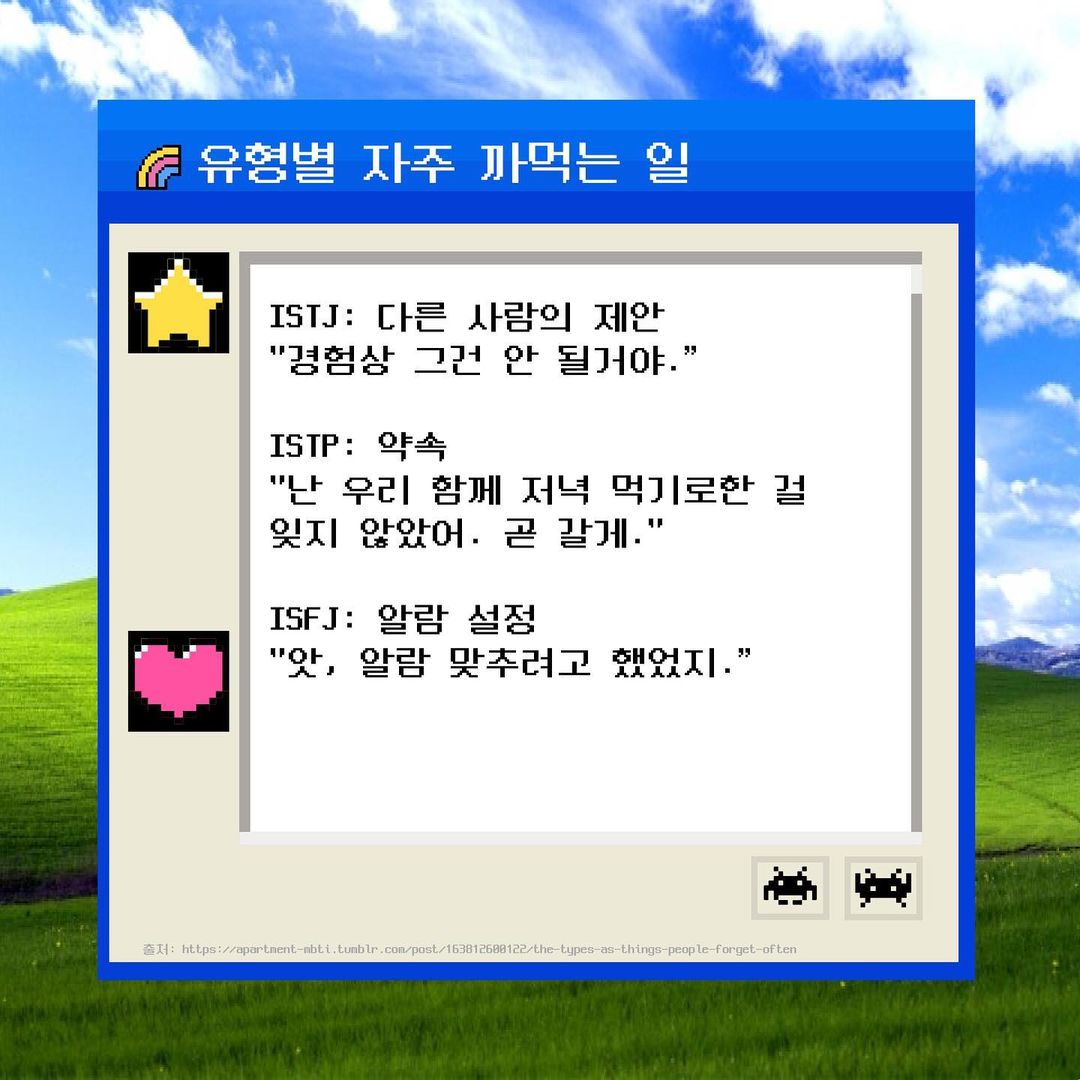 유형별 자주 까먹는 일
ISTJ: 다른 사람의 제안
"경험상 그건 안 될거야.”
ISTP: 약속
"난 우리 함께 저녁 먹기로한 걸
잊지 않았어. 곧 갈게."
ISFJ: 알람 설정
"앗, 알람 맞추려고 했었지.”
출처: https://apartment-mbti.tumblr.com/post/163812600122/the-types-as-things-people-forget-often